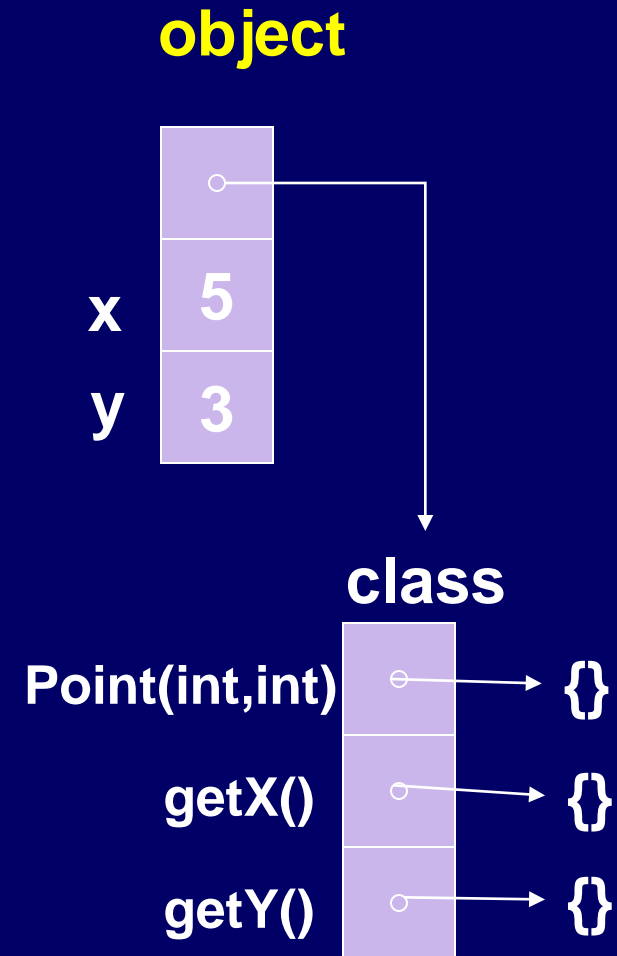 object
x 5
y 3
class
Point(int,int) {}
getX() {}
getY() {}